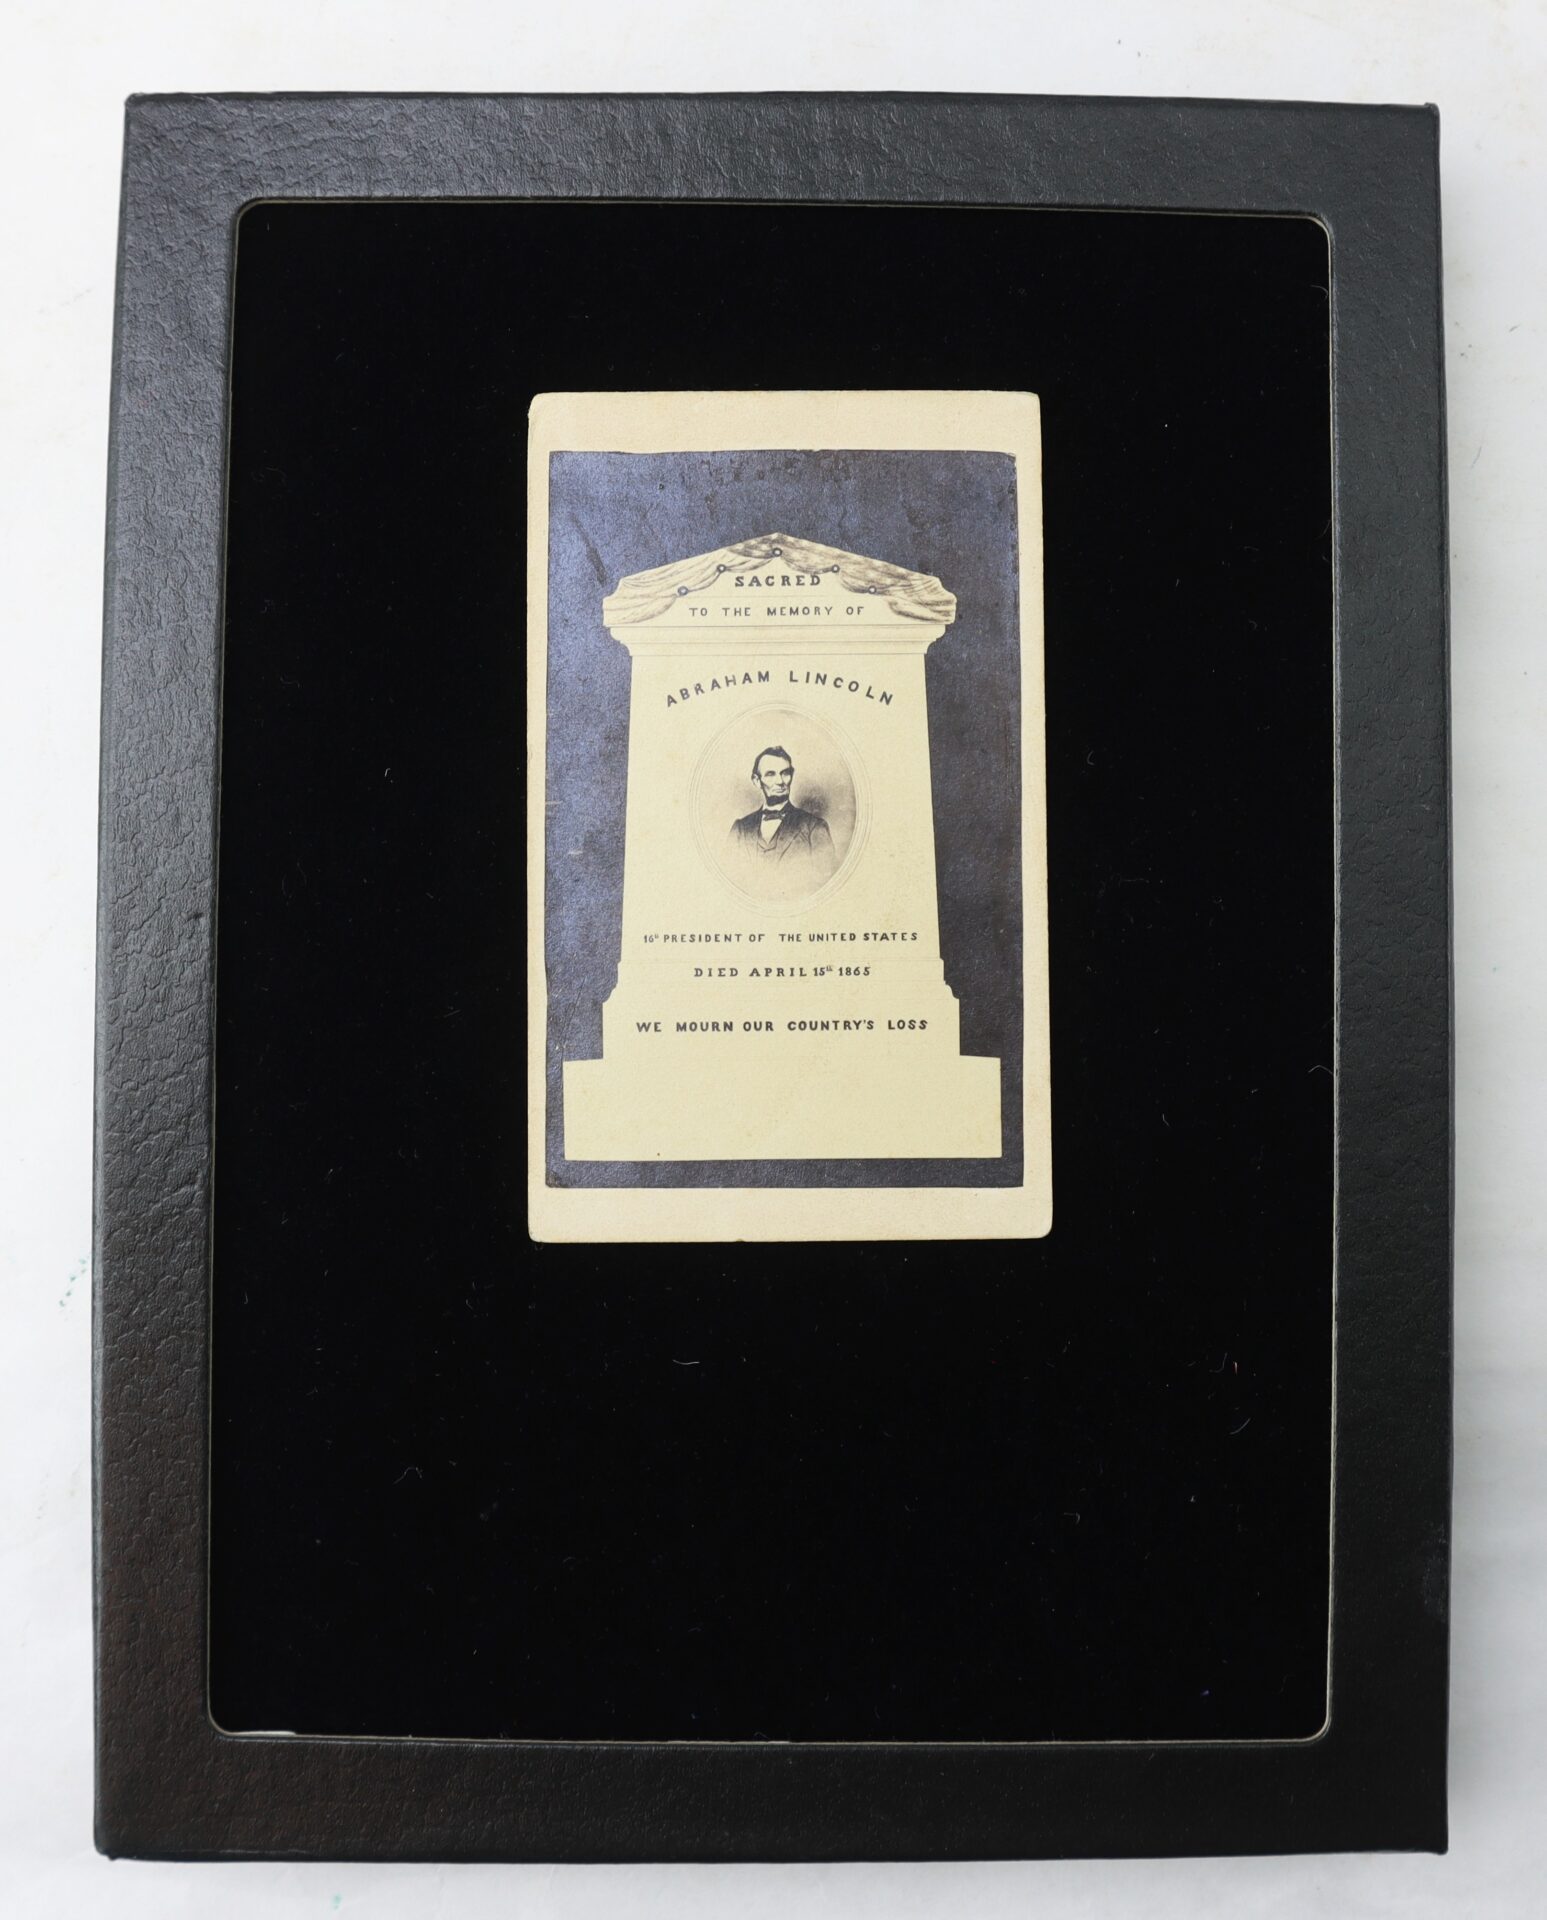 SACRED
TO THE MEMORY OF
ABRAHAM LINCOLN
16th PRESIDENT OF THE UNITED STATES
DIED APRIL 15th 1865
WE MOURN OUR COUNTRY'S LOSS